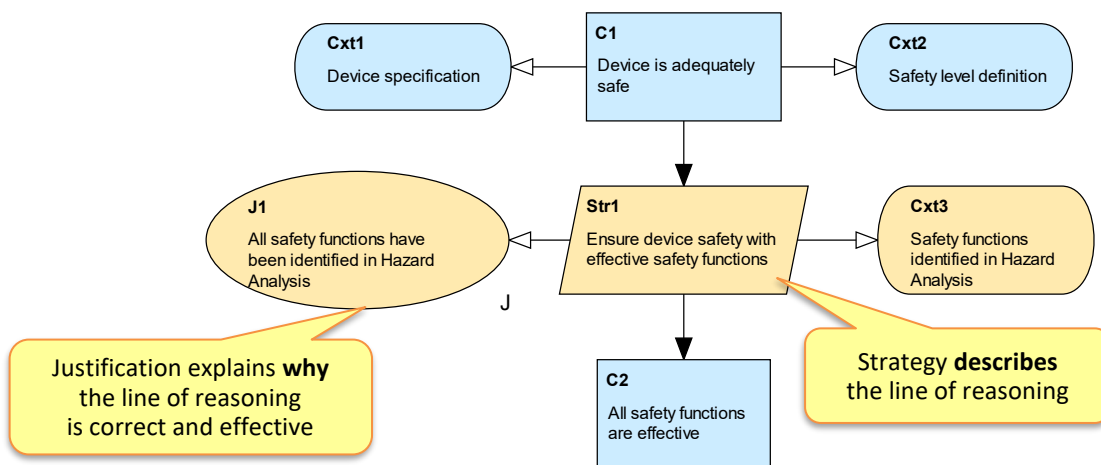 Cxt1
Device specification
C1
Device is adequately
safe
Cxt2
Safety level definition
J1
All safety functions have
been identified in Hazard
Analysis
J
Str1
Ensure device safety with
effective safety functions
Cxt3
Safety functions
identified in Hazard
Analysis
Justification explains why
the line of reasoning
is correct and effective
C2
All safety functions
are effective
Strategy describes
the line of reasoning